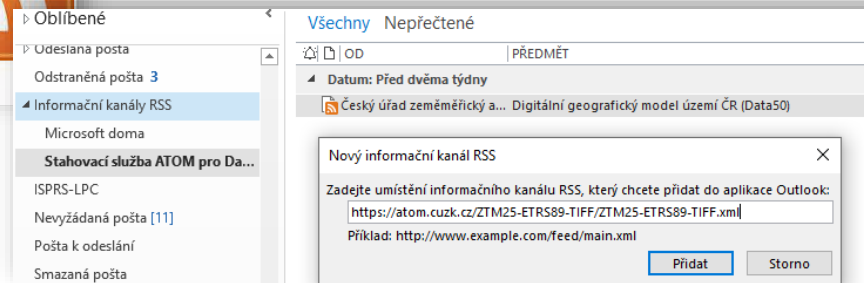 Oblíbené
Odeslaná pošta
Odstraněná pošta 3
Informační kanály RSS
Microsoft doma
Stahovací služba ATOM pro Da...
ISPRS-LPC
Nevyžádaná pošta [11]
Pošta k odeslání
Smazaná pošta
Všechny Nepřečtené
OD PŘEDMĚT
Datum: Před dvěma týdny
Český úřad zeměměřický a... Digitální geografický model území ČR (Data50)
Nový informační kanál RSS
Zadejte umístění informačního kanálu RSS, který chcete přidat do aplikace Outlook:
https://atom.cuzk.cz/ZTM25-ETRS89-TIFF/ZTM25-ETRS89-TIFF.xml
Příklad: http://www.example.com/feed/main.xml
Přidat Storno